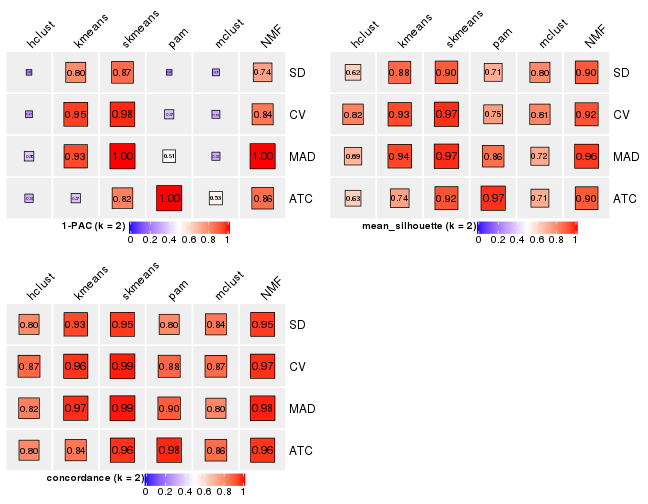 hclust kmeans skmeans pam mclust NMF
0.80 0.87 0.74 SD
0.95 0.98 0.84 CV
0.93 1.00 0.51 1.00 MAD
0.82 1.00 0.53 0.86 ATC
1-PAC (k = 2)
0 0.2 0.4 0.6 0.8 1
hclust kmeans skmeans pam mclust NMF
0.62 0.88 0.90 0.71 0.80 0.90 SD
0.82 0.93 0.97 0.75 0.81 0.92 CV
0.69 0.94 0.97 0.86 0.72 0.96 MAD
0.63 0.74 0.92 0.97 0.71 0.90 ATC
mean_silhouette (k = 2)
0 0.2 0.4 0.6 0.8 1
hclust kmeans skmeans pam mclust NMF
0.80 0.93 0.95 0.80 0.84 0.95 SD
0.87 0.96 0.99 0.88 0.87 0.97 CV
0.82 0.97 0.99 0.90 0.80 0.98 MAD
0.80 0.84 0.96 0.98 0.86 0.96 ATC
concordance (k = 2)
0 0.2 0.4 0.6 0.8 1